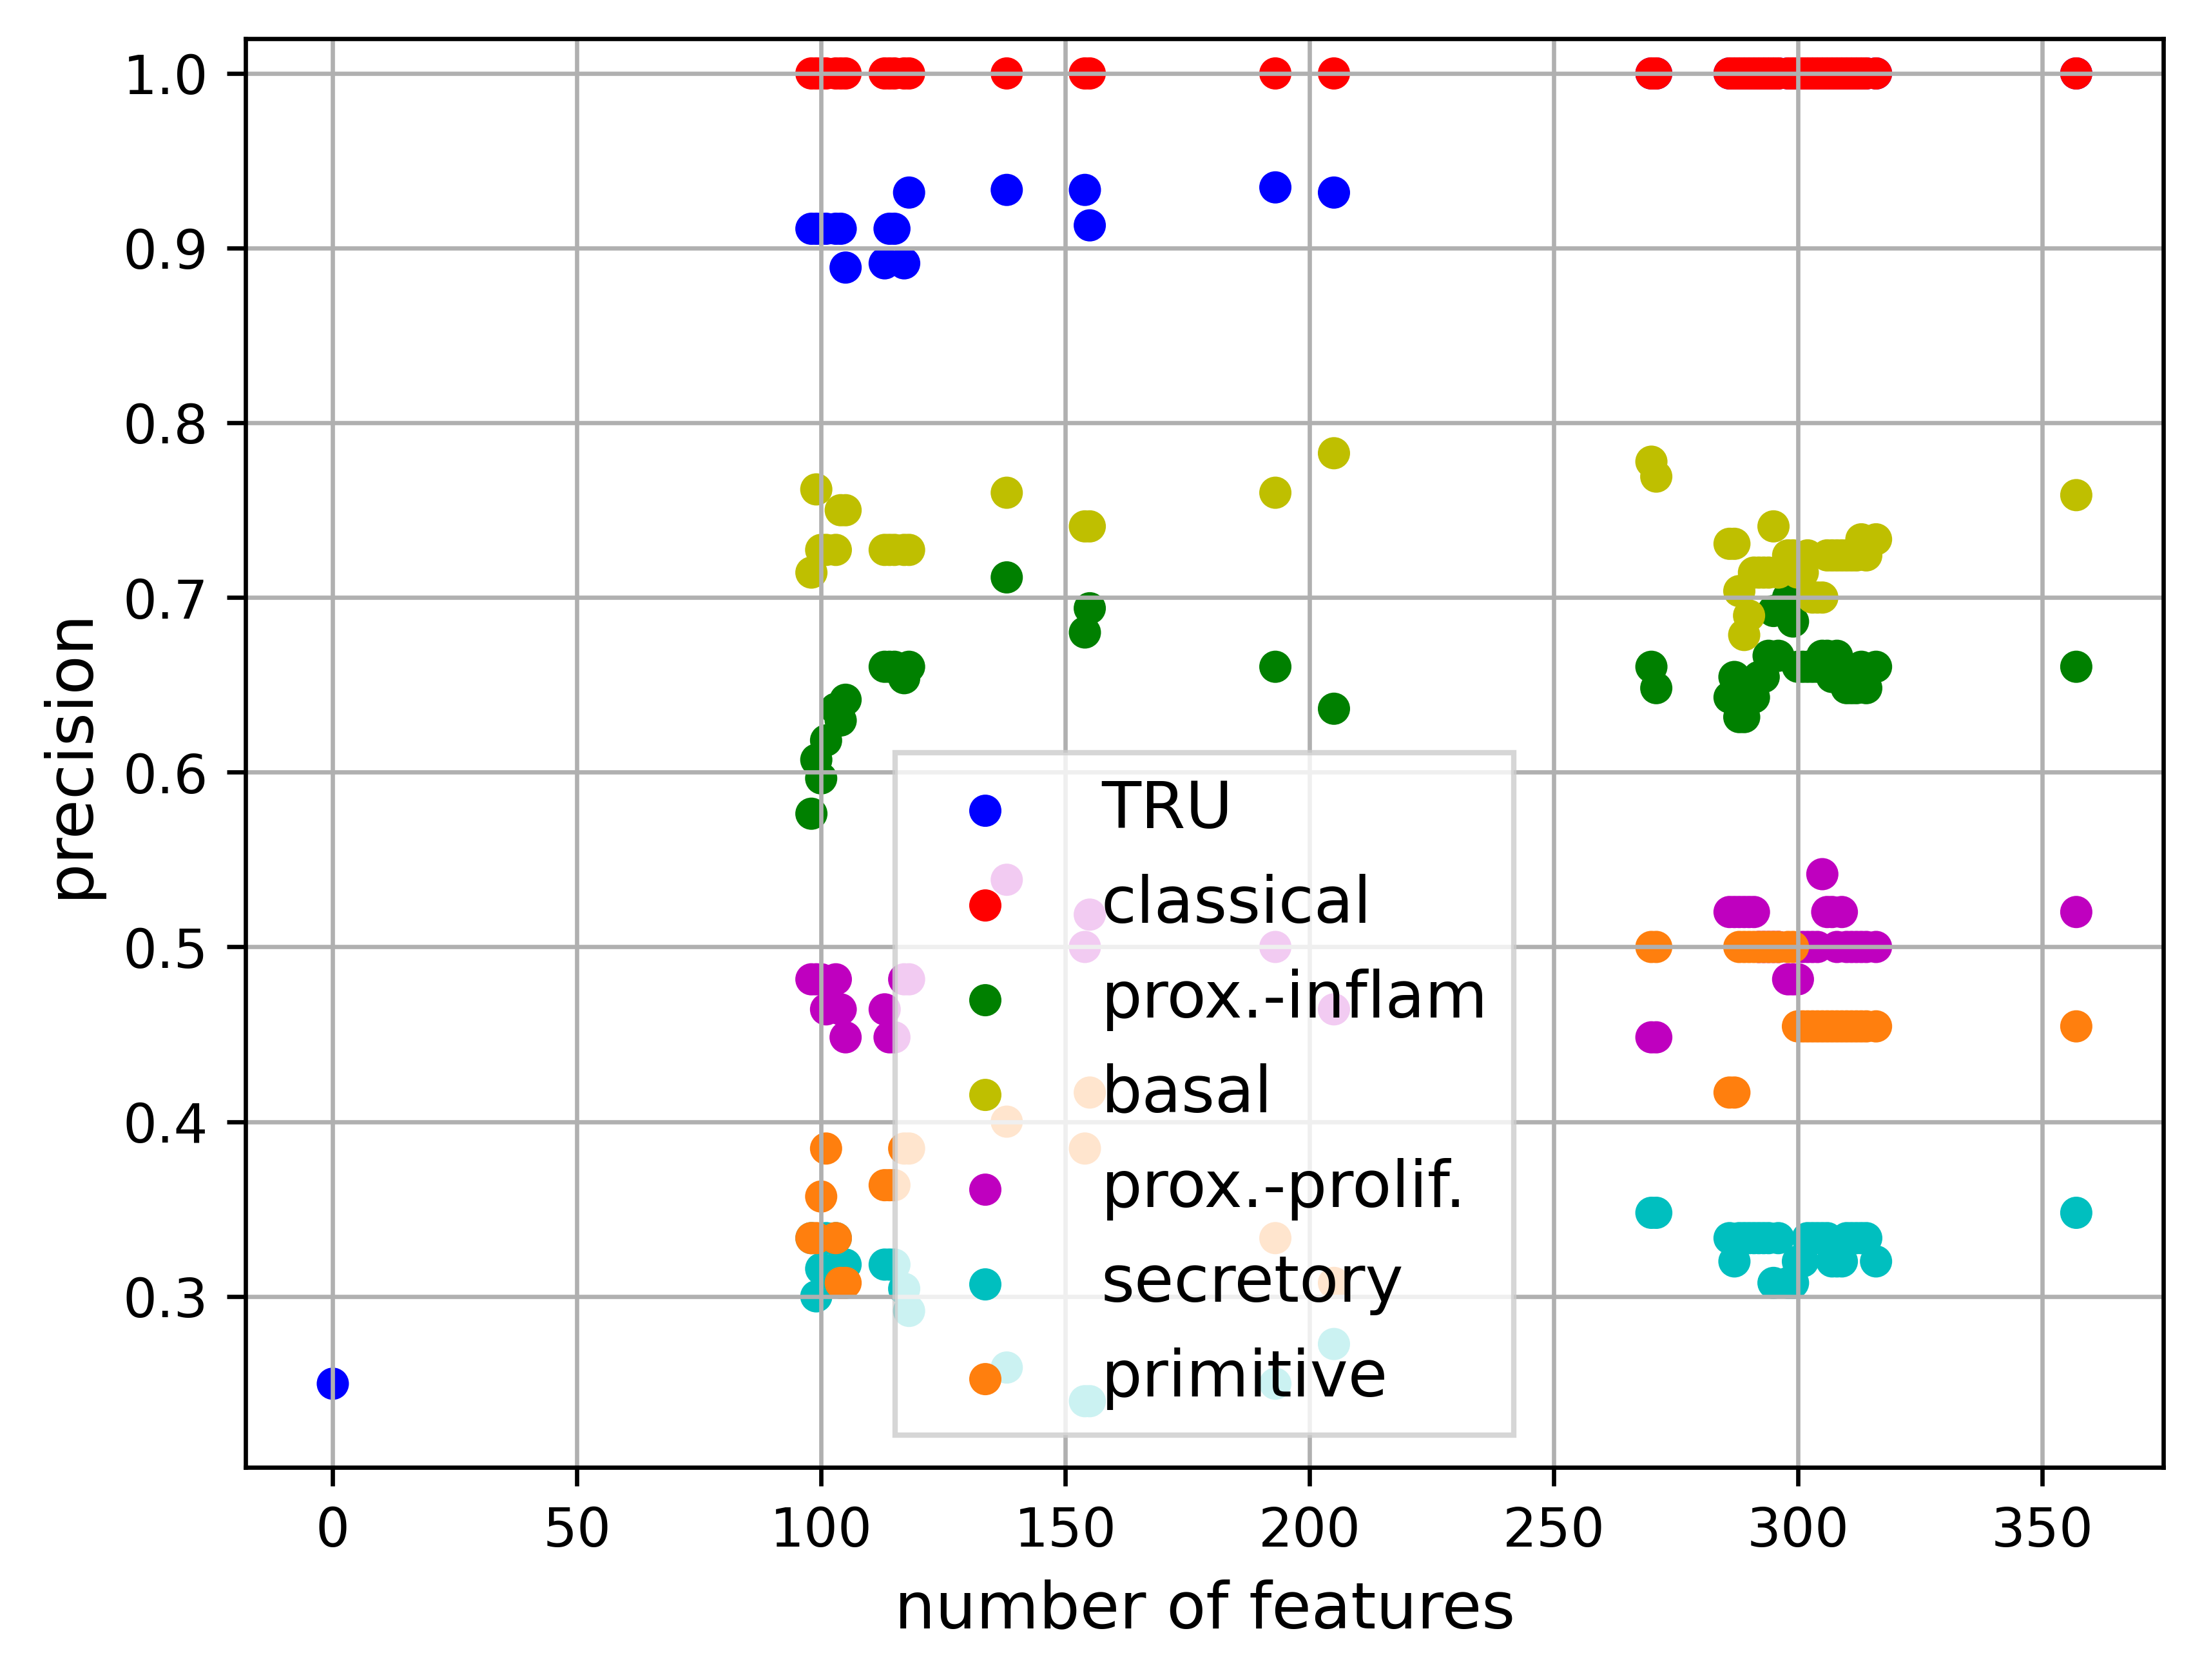 1.0
0.9
0.8
0.7
0.6
0.5
0.4
0.3
precision
TRU
classical
prox.-inflam
basal
prox.-prolif.
secretory
primitive
0 50 100 150 200 250 300 350
number of features